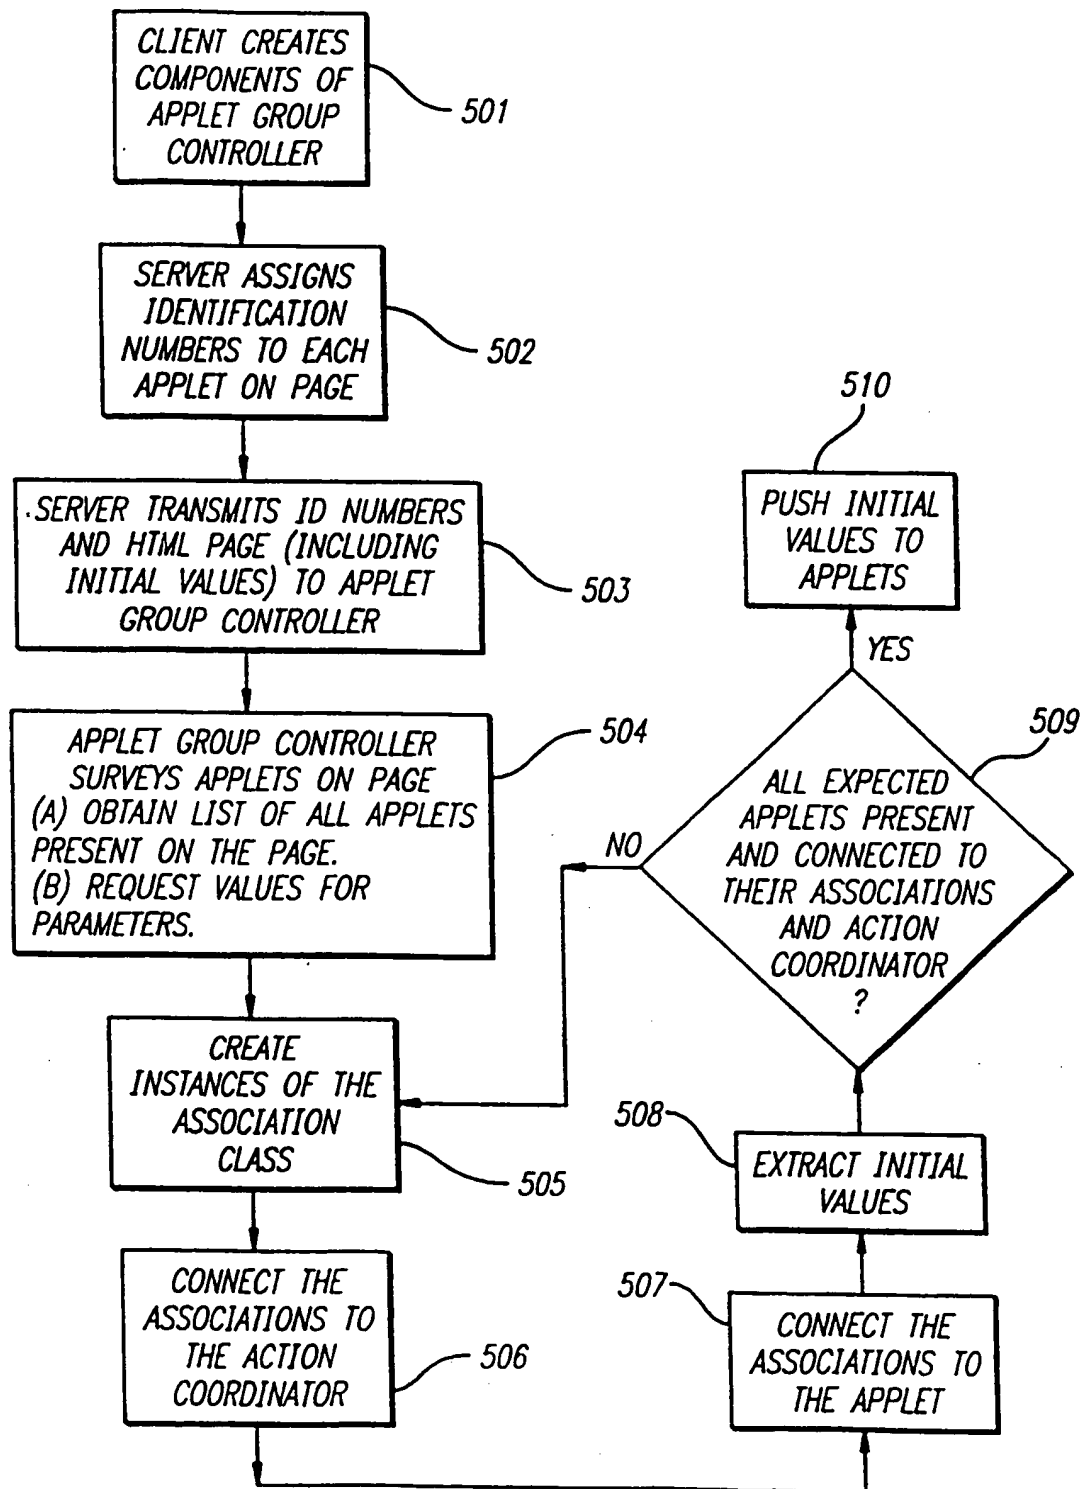 CLIENT CREATES
COMPONENTS OF
APPLET GROUP
CONTROLLER
501
SERVER ASSIGNS
IDENTIFICATION
NUMBERS TO EACH
APPLET ON PAGE
502
SERVER TRANSMITS ID NUMBERS
AND HTML PAGE (INCLUDING
INITIAL VALUES) TO APPLET
GROUP CONTROLLER
503
APPLET GROUP CONTROLLER
SURVEYS APPLETS ON PAGE
(A) OBTAIN LIST OF ALL APPLETS
PRESENT ON THE PAGE.
(B) REQUEST VALUES FOR
PARAMETERS.
504
CREATE
INSTANCES OF THE
ASSOCIATION
CLASS
505
CONNECT THE
ASSOCIATIONS TO
THE ACTION
COORDINATOR
506
507
CONNECT THE
ASSOCIATIONS TO
THE APPLET
508
EXTRACT INITIAL
VALUES
509
ALL EXPECTED
APPLETS PRESENT
AND CONNECTED TO
THEIR ASSOCIATIONS
AND ACTION
COORDINATOR
?
NO
YES
510
PUSH INITIAL
VALUES TO
APPLETS